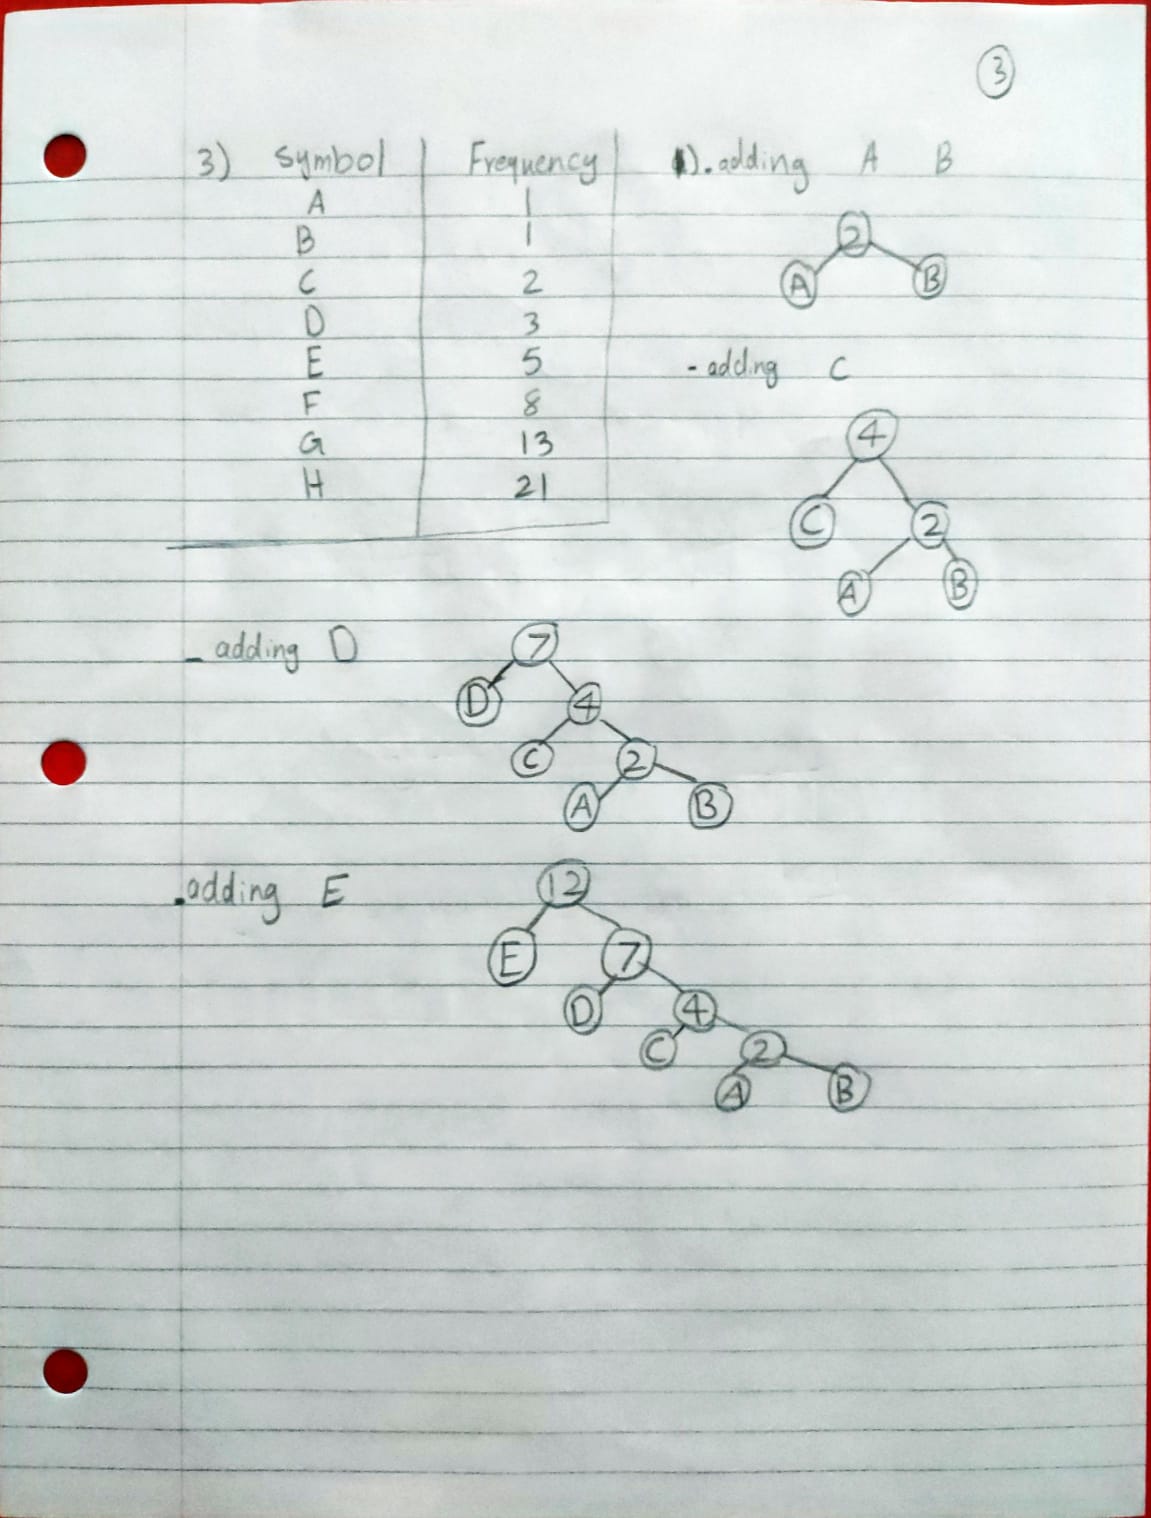 3
3) Symbol Frequency
A 1
B 1
C 2
D 3
E 5
F 8
G 13
H 21
1). adding A B
2
A B
- adding C
4
C 2
A B
- adding D
7
D 4
C 2
A B
. adding E
12
E 7
D 4
C 2
A B